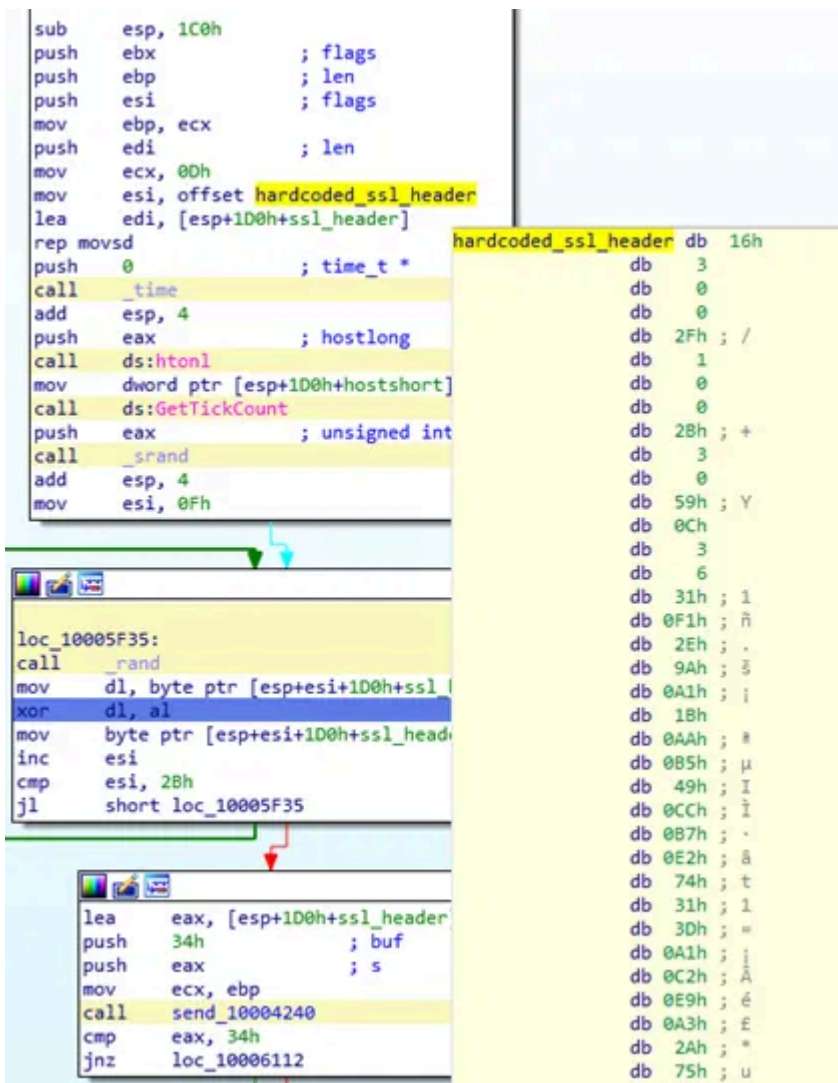 sub esp, 1C0h
push ebx ; flags
push ebp ; len
push esi ; flags
mov ebp, ecx
push edi ; len
mov ecx, 0Dh
mov esi, offset hardcoded_ssl_header
lea edi, [esp+1D0h+ssl_header]
rep movsd
push 0 ; time_t *
call _time
add esp, 4
push eax ; hostlong
call ds:htonl
mov dword ptr [esp+1D0h+hostshort]
call ds:GetTickCount
push eax ; unsigned int
call _srand
add esp, 4
mov esi, 0Fh
loc_10005F35:
call _rand
mov dl, byte ptr [esp+esi+1D0h+ssl_
xor dl, al
mov byte ptr [esp+esi+1D0h+ssl_head
inc esi
cmp esi, 2Bh
jl short loc_10005F35
lea eax, [esp+1D0h+ssl_header
push 34h ; buf
push eax ; s
mov ecx, ebp
call send_10004240
cmp eax, 34h
jnz loc_10006112
hardcoded_ssl_header db 16h
db 3
db 0
db 0
db 2Fh ; /
db 1
db 0
db 0
db 2Bh ; +
db 3
db 0
db 59h ; Y
db 0Ch
db 3
db 6
db 31h ; 1
db 0F1h ; ñ
db 2Eh ; .
db 9Ah ; š
db 0A1h ; ¡
db 1Bh
db 0AAh ; ª
db 0B5h ; µ
db 49h ; I
db 0CCh ; Ì
db 0B7h ; ·
db 0E2h ; â
db 74h ; t
db 31h ; 1
db 3Dh ; =
db 0A1h ; ¡
db 0C2h ; Â
db 0E9h ; é
db 0A3h ; £
db 2Ah ; *
db 75h ; u